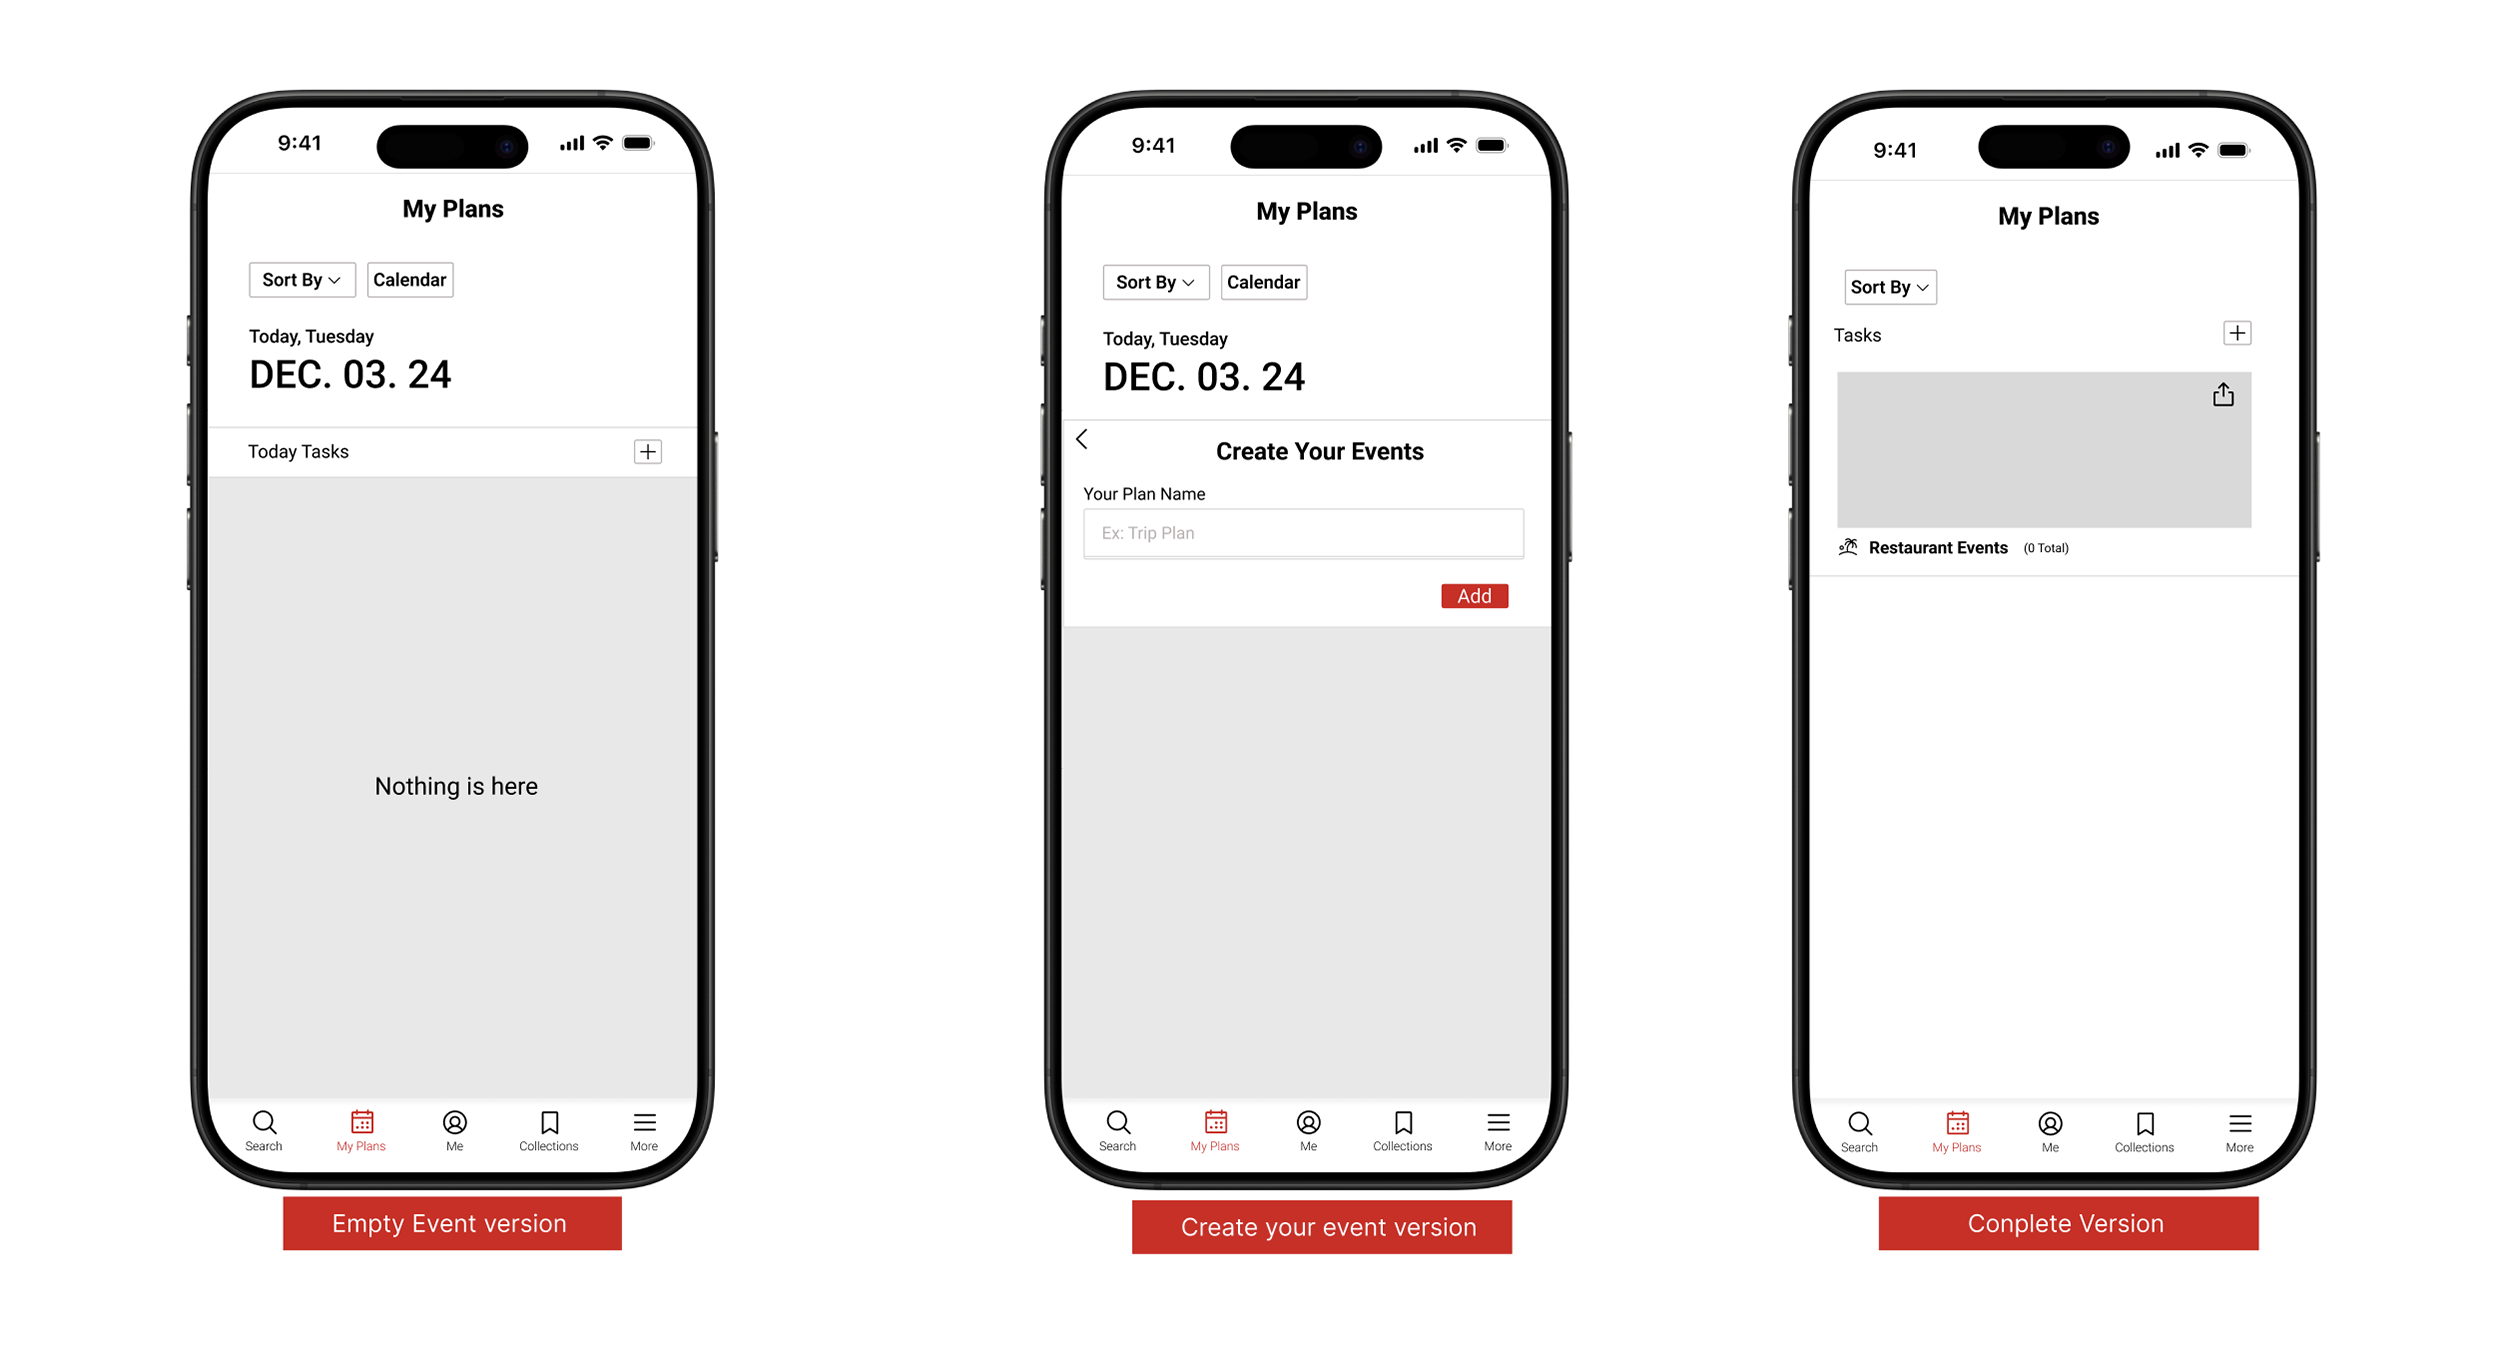 9:41
My Plans
Sort By
Calendar
Today, Tuesday
DEC. 03. 24
Today Tasks
Nothing is here
Search
My Plans
Me
Collections
More
Empty Event version
9:41
My Plans
Sort By
Calendar
Today, Tuesday
DEC. 03. 24
Create Your Events
Your Plan Name
Ex: Trip Plan
Add
Search
My Plans
Me
Collections
More
Create your event version
9:41
My Plans
Sort By
Tasks
Restaurant Events (0 Total)
Search
My Plans
Me
Collections
More
Conplete Version